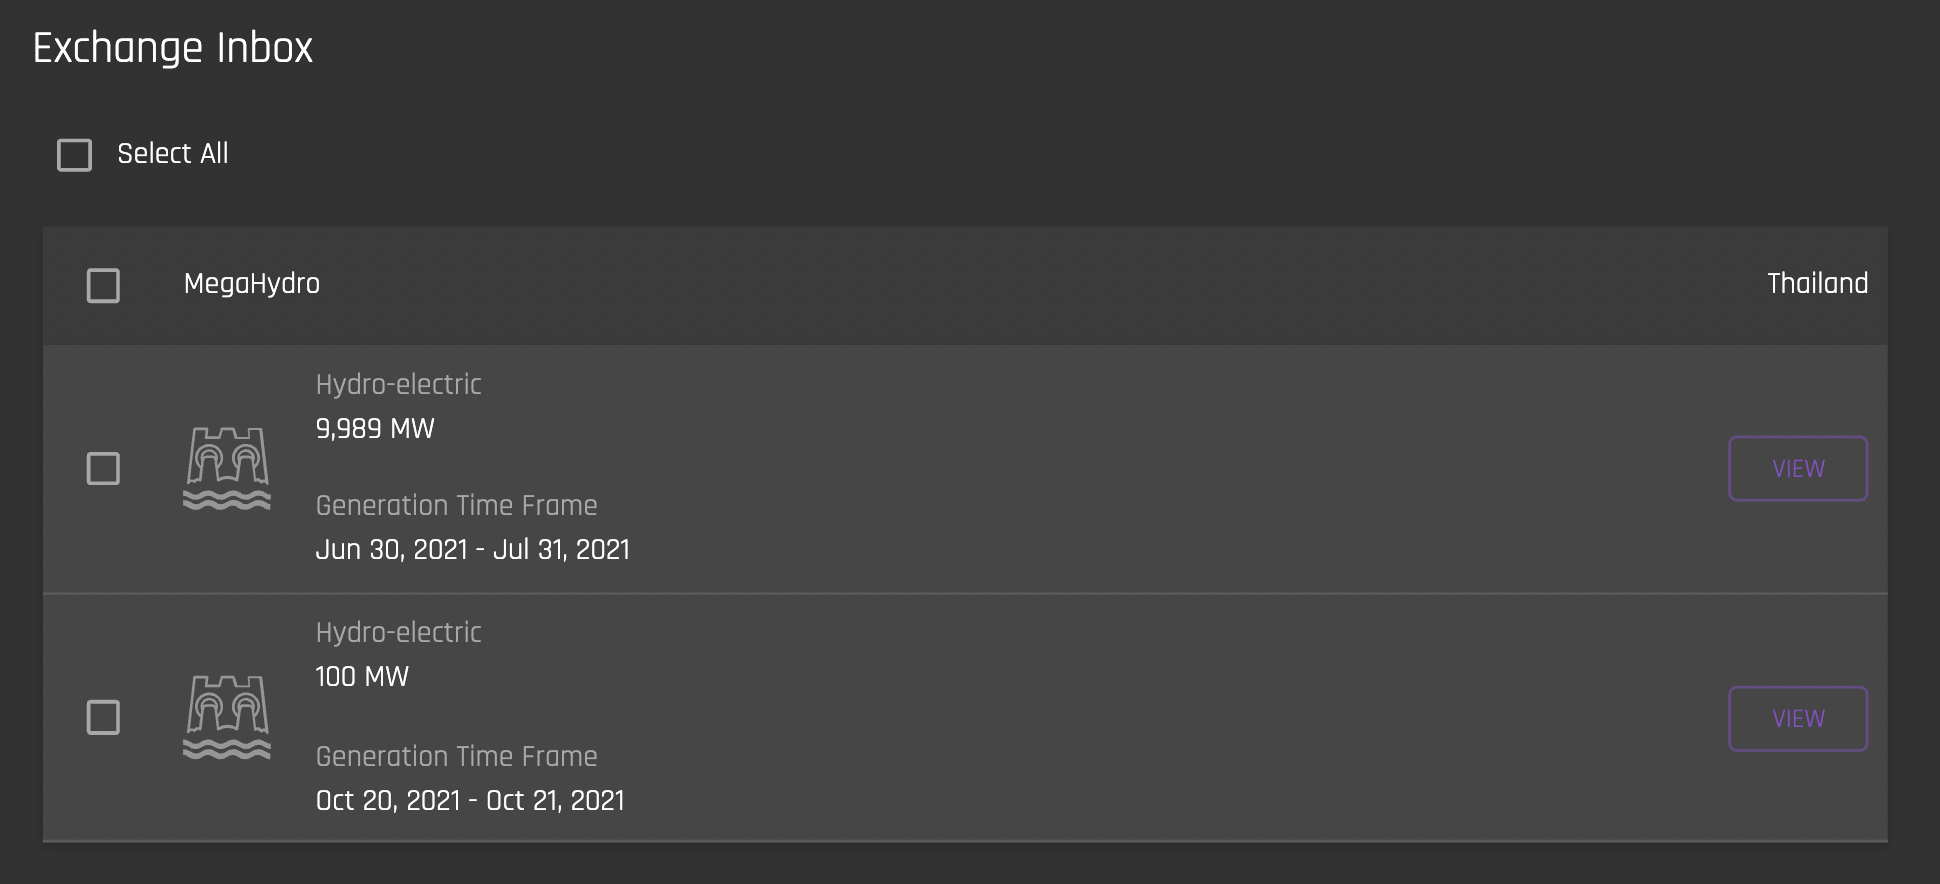 Exchange Inbox
Select All
MegaHydro
Thailand
Hydro-electric
9,989 MW
Generation Time Frame
Jun 30, 2021 - Jul 31, 2021
VIEW
Hydro-electric
100 MW
Generation Time Frame
Oct 20, 2021 - Oct 21, 2021
VIEW